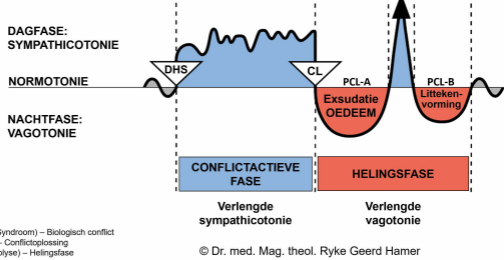 DAGFASE:
SYMPATHICOTONIE
DHS
CL
NORMOTONIE
PCL-A
PCL-B
Exsudatie
OEDEEM
Litteken-
vorming
NACHTFASE:
VAGOTONIE
CONFLICTACTIEVE
FASE
HELINGSFASE
Verlengde
sympathicotonie
Verlengde
vagotonie
Syndroom) – Biologisch conflict
– Conflictoplossing
olyse) – Helingsfase
© Dr. med. Mag. theol. Ryke Geerd Hamer